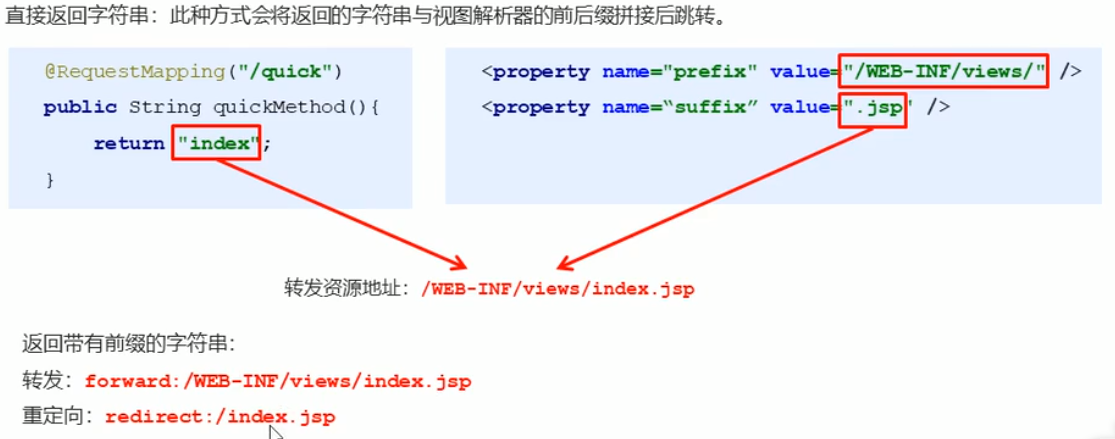 直接返回字符串：此种方式会将返回的字符串与视图解析器的前后缀拼接后跳转。
@RequestMapping("/quick")
public String quickMethod(){
return "index";
}
<property name="prefix" value="/WEB-INF/views/" />
<property name=“suffix” value=".jsp" />
转发资源地址：/WEB-INF/views/index.jsp
返回带有前缀的字符串：
转发：forward:/WEB-INF/views/index.jsp
重定向：redirect:/index.jsp